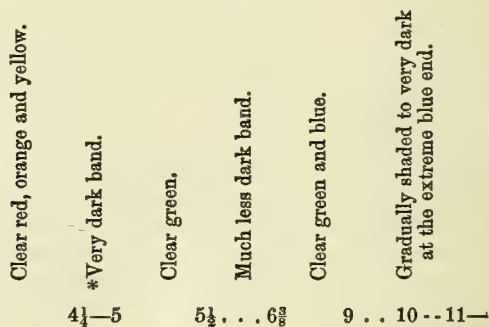 Clear red, orange and yellow.
*Very dark band.
Clear green.
Much less dark band.
Clear green and blue.
Gradually shaded to very dark
at the extreme blue end.
4¼—5 5½ . . . 6⅜ 9 . . 10 - - 11—